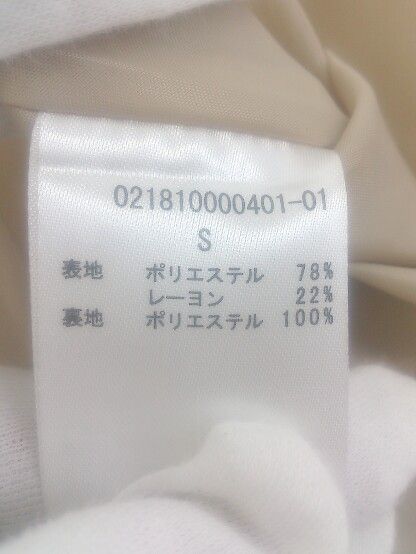 021810000401-01
S
表地 ポリエステル 78%
レーヨン 22%
裏地 ポリエステル 100%